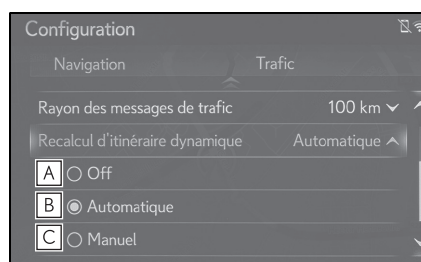 Configuration
Navigation Trafic
Rayon des messages de trafic 100 km
Recalcul d'itinéraire dynamique Automatique
A Off
B Automatique
C Manuel